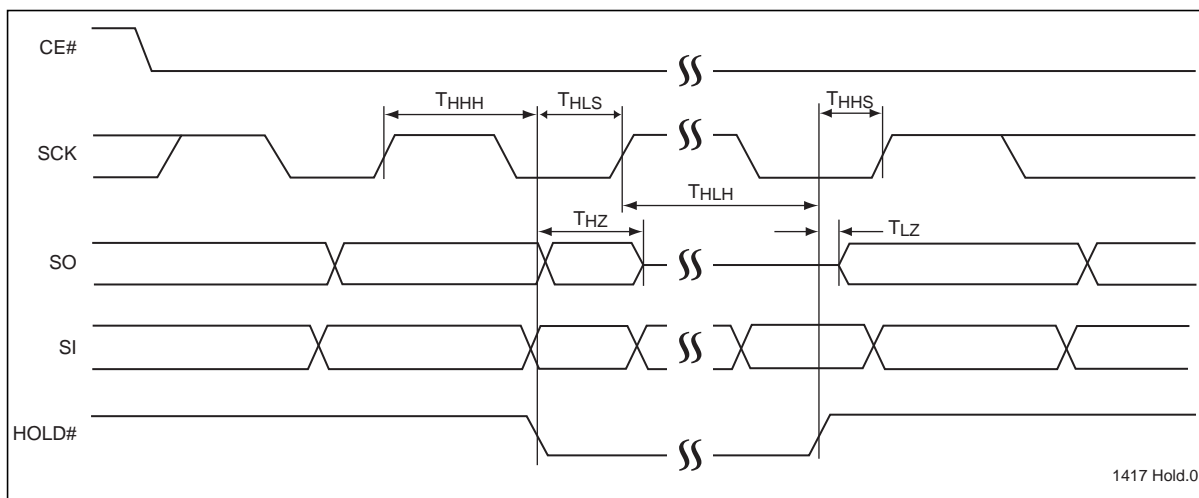 CE#
THHH
THLS
THHS
SCK
THLH
THZ
TLZ
SO
SI
HOLD#
1417 Hold.0